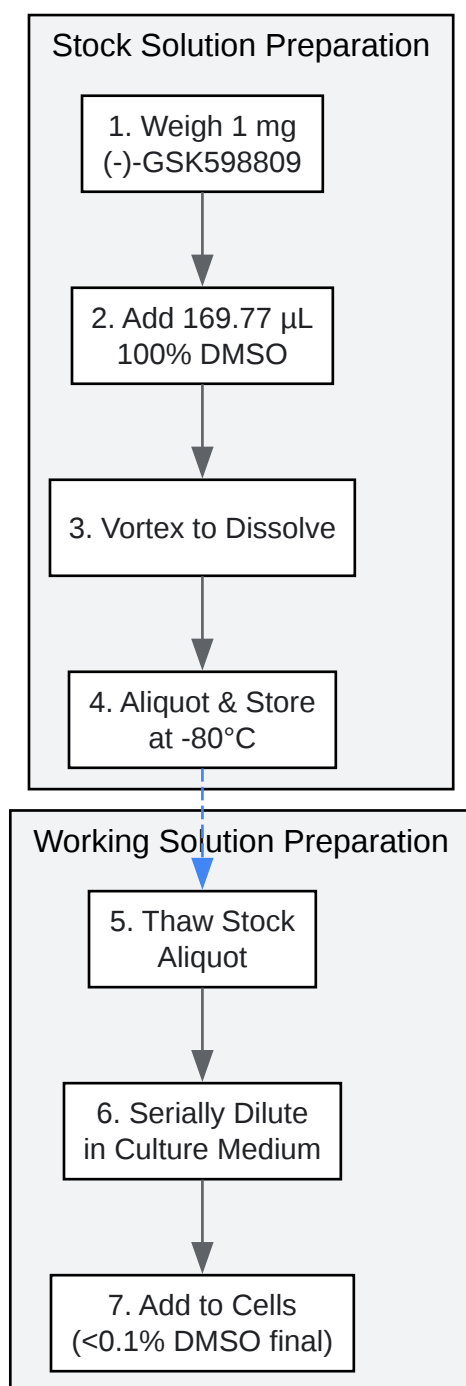 Stock Solution Preparation
1. Weigh 1 mg
(-)-GSK598809
2. Add 169.77 µL
100% DMSO
3. Vortex to Dissolve
4. Aliquot & Store
at -80°C
Working Solution Preparation
5. Thaw Stock
Aliquot
6. Serially Dilute
in Culture Medium
7. Add to Cells
(<0.1% DMSO final)